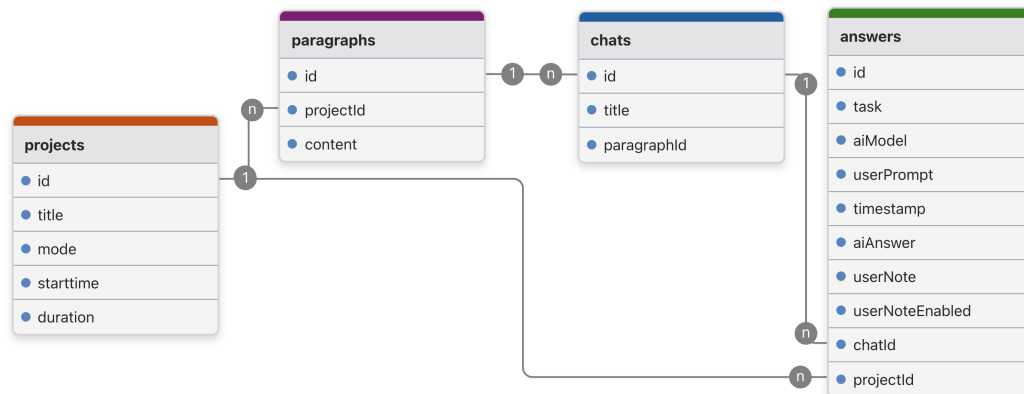 projects
id
title
mode
starttime
duration
paragraphs
id
projectId
content
chats
id
title
paragraphId
answers
id
task
aiModel
userPrompt
timestamp
aiAnswer
userNote
userNoteEnabled
chatId
projectId
1
n
1
n
1
n
n